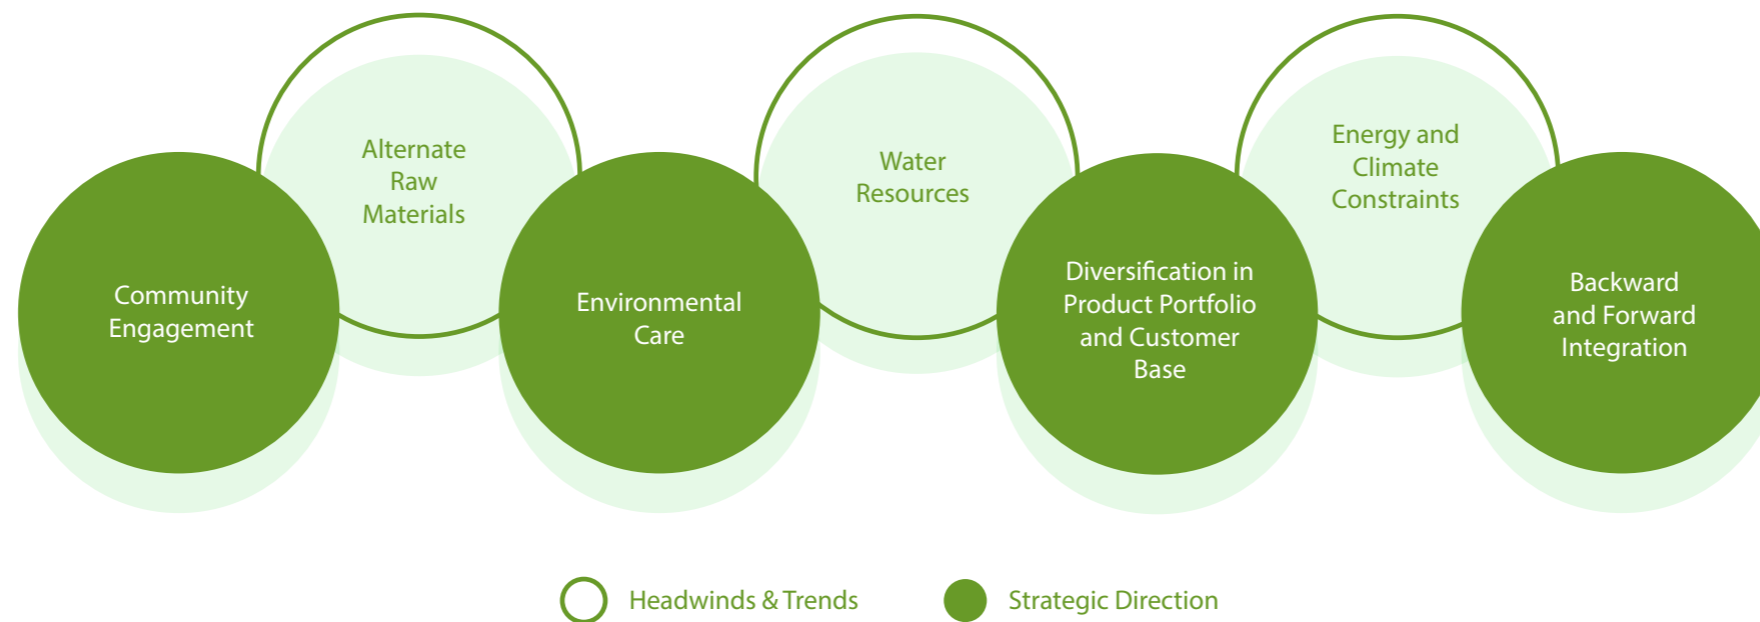 Community
Engagement
Alternate
Raw
Materials
Environmental
Care
Water
Resources
Diversification in
Product Portfolio
and Customer
Base
Energy and
Climate
Constraints
Backward
and Forward
Integration
Headwinds & Trends
Strategic Direction